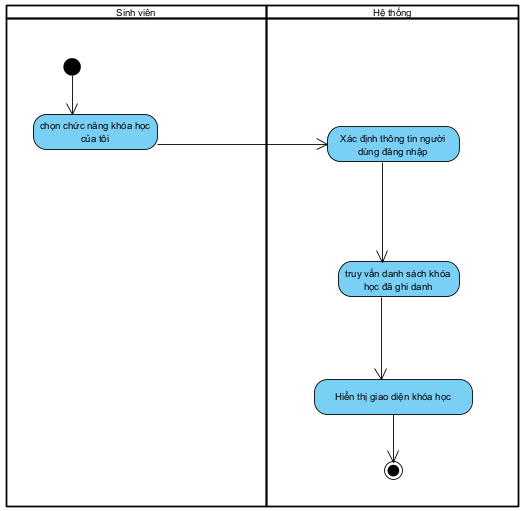 Sinh viên
Hệ thống
chọn chức năng khóa học
của tôi
Xác định thông tin người
dùng đăng nhập
truy vấn danh sách khóa
học đã ghi danh
Hiển thị giao diện khóa học